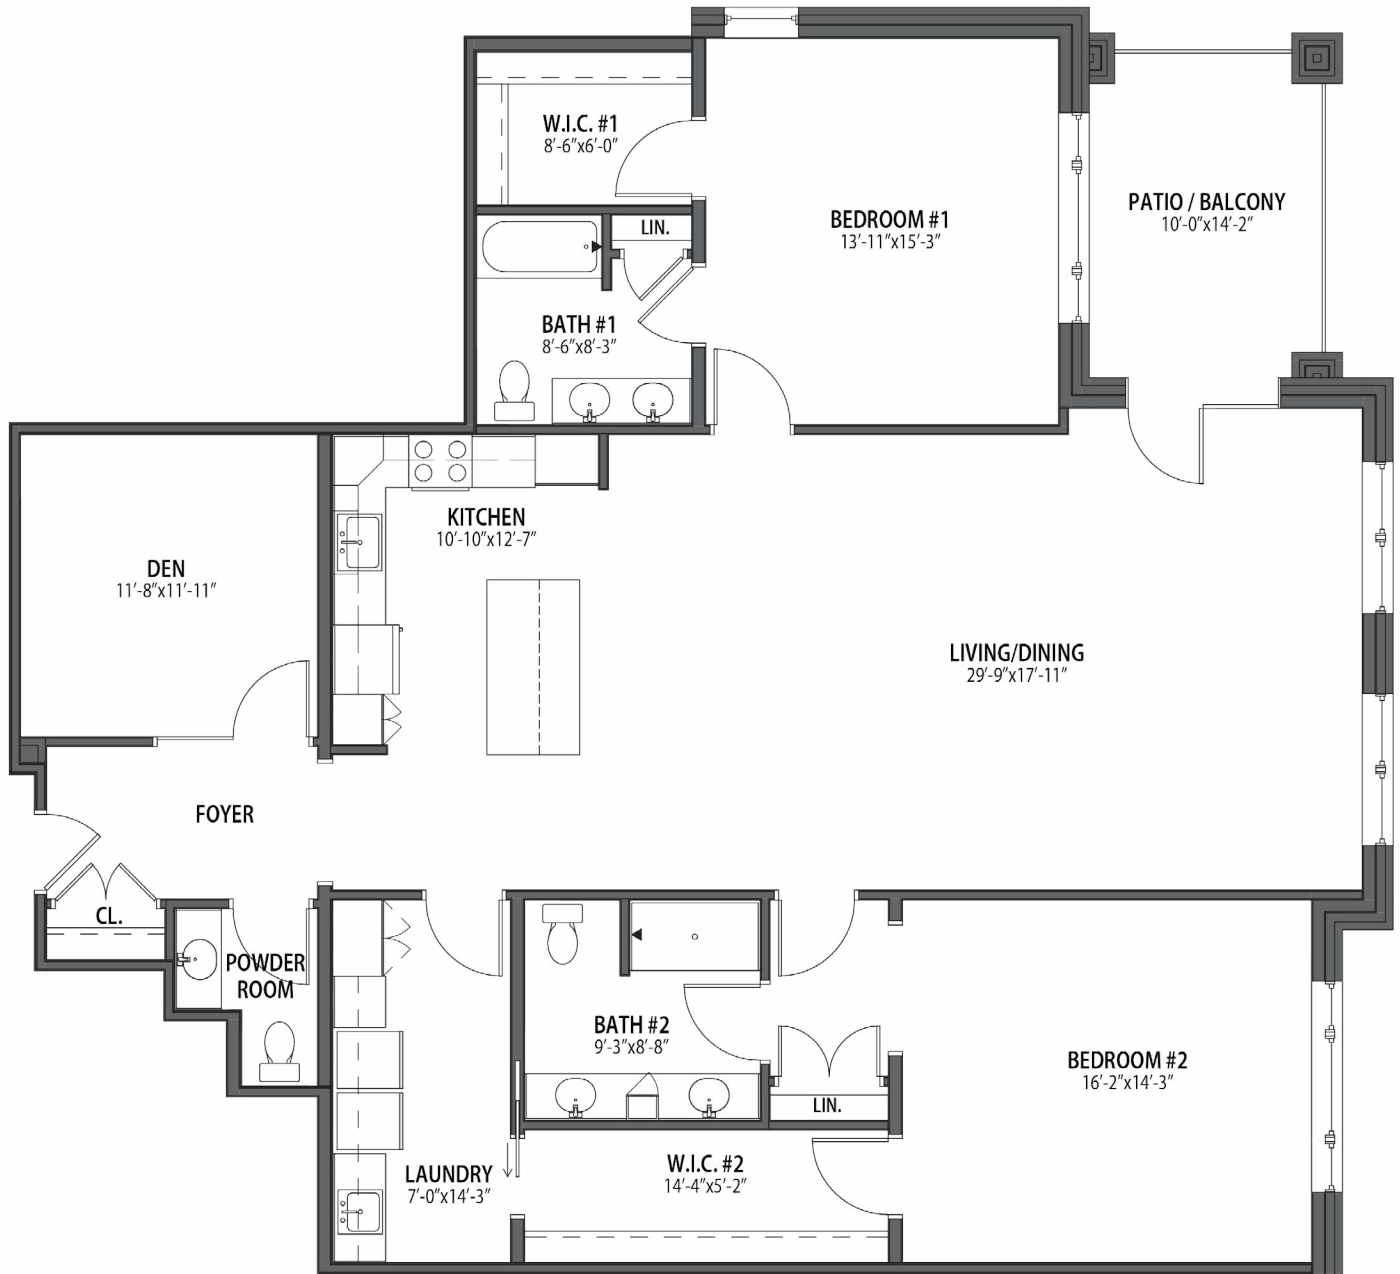 W.I.C. #1
8'-6"x6'-0"
LIN.
BEDROOM #1
13'-11"x15'-3"
PATIO / BALCONY
10'-0"x14'-2"
BATH #1
8'-6"x8'-3"
KITCHEN
10'-10"x12'-7"
DEN
11'-8"x11'-11"
LIVING/DINING
29'-9"x17'-11"
FOYER
CL.
POWDER
ROOM
BATH #2
9'-3"x8'-8"
LIN.
BEDROOM #2
16'-2"x14'-3"
LAUNDRY
7'-0"x14'-3"
W.I.C. #2
14'-4"x5'-2"